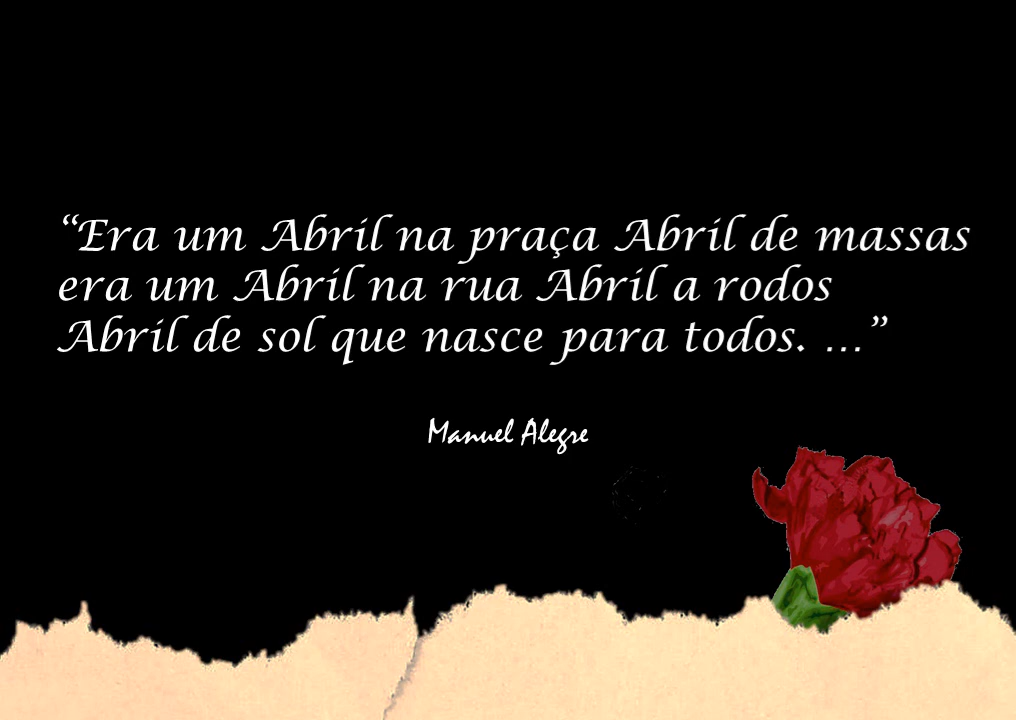 “Era um Abril na praça Abril de massas
era um Abril na rua Abril a rodos
Abril de sol que nasce para todos. …”
Manuel Alegre